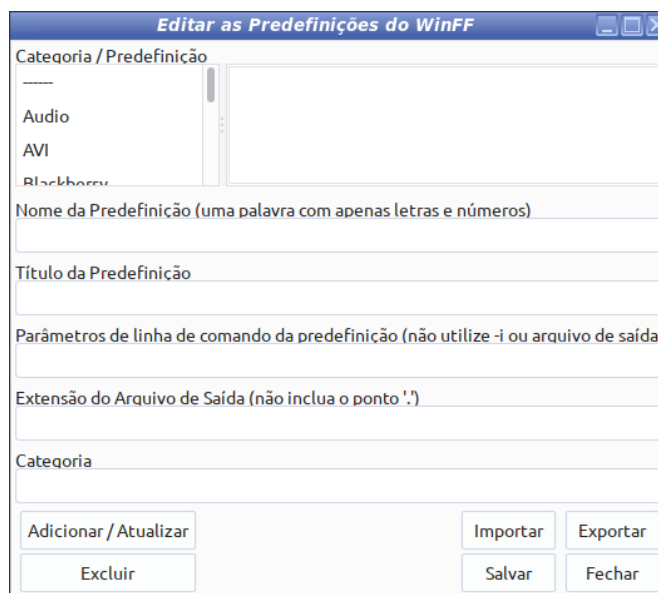 Editar as Predefinições do WinFF
Categoria / Predefinição
------
Audio
AVI
Blackberry
Nome da Predefinição (uma palavra com apenas letras e números)
Título da Predefinição
Parâmetros de linha de comando da predefinição (não utilize -i ou arquivo de saída
Extensão do Arquivo de Saída (não inclua o ponto '.')
Categoria
Adicionar / Atualizar
Importar
Exportar
Excluir
Salvar
Fechar